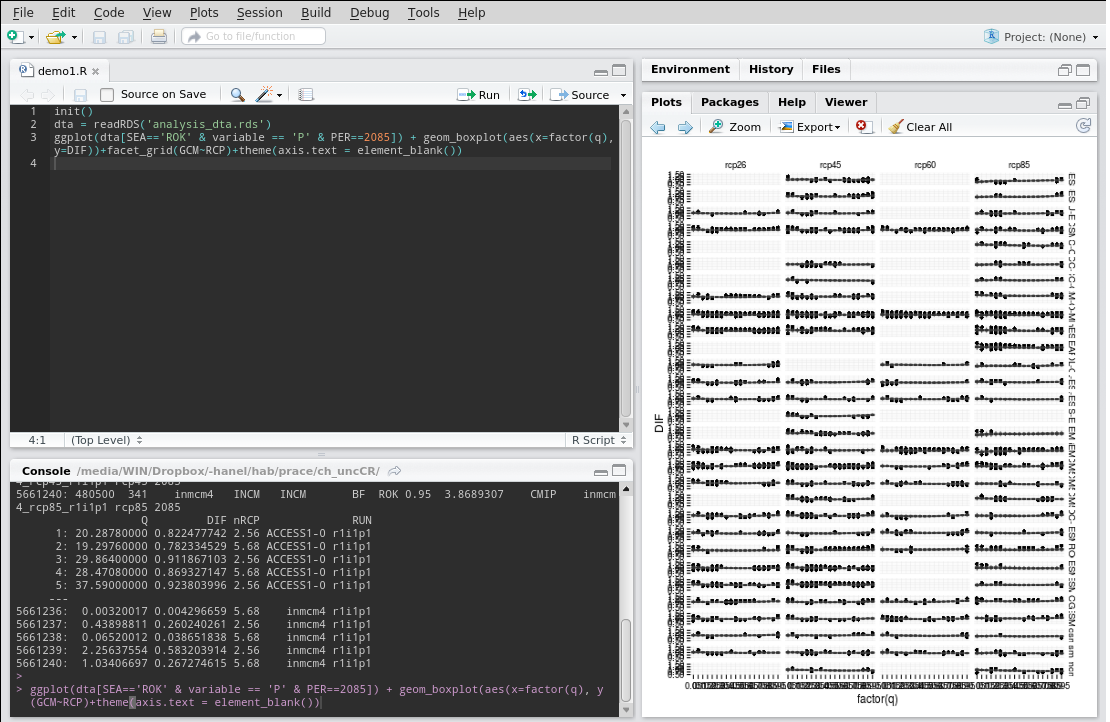 File Edit Code View Plots Session Build Debug Tools Help
Go to file/function Project: (None)
demo1.R
Source on Save Run Source
1 init()
2 dta = readRDS('analysis_dta.rds')
3 ggplot(dta[SEA=='ROK' & variable == 'P' & PER==2085]) + geom_boxplot(aes(x=factor(q),
y=DIF))+facet_grid(GCM~RCP)+theme(axis.text = element_blank())
4
4:1 (Top Level) R Script
Console /media/WIN/Dropbox/-hanel/hab/prace/ch_uncCR/
4_rcp45_r1i1p1 rcp45 2085
5661240: 480500 341 inmcm4 INCM INCM BF ROK 0.95 3.8689307 CMIP inmcm
4_rcp85_r1i1p1 rcp85 2085
Q DIF nRCP RUN
1: 20.28780000 0.822477742 2.56 ACCESS1-0 r1i1p1
2: 19.29760000 0.782334529 5.68 ACCESS1-0 r1i1p1
3: 29.86400000 0.911867103 2.56 ACCESS1-0 r1i1p1
4: 28.47080000 0.869327147 5.68 ACCESS1-0 r1i1p1
5: 37.59000000 0.923803996 2.56 ACCESS1-0 r1i1p1
---
5661236: 0.00320017 0.004296659 5.68 inmcm4 r1i1p1
5661237: 0.43898811 0.260240261 2.56 inmcm4 r1i1p1
5661238: 0.06520012 0.038651838 5.68 inmcm4 r1i1p1
5661239: 2.25637554 0.583203914 2.56 inmcm4 r1i1p1
5661240: 1.03406697 0.267274615 5.68 inmcm4 r1i1p1
>
> ggplot(dta[SEA=='ROK' & variable == 'P' & PER==2085]) + geom_boxplot(aes(x=factor(q), y
(GCM~RCP)+theme(axis.text = element_blank())
Environment History Files
Plots Packages Help Viewer
Zoom Export Clear All
rcp26 rcp45 rcp60 rcp85
DIF
factor(q)